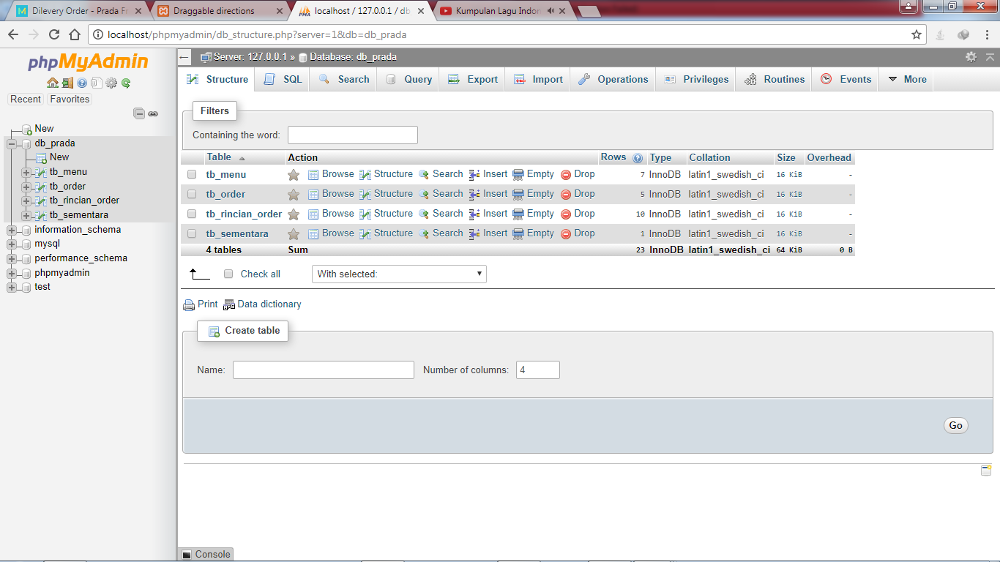 Dilevery Order - Prada Fr
Draggable directions
localhost / 127.0.0.1 / db
Kumpulan Lagu Indon
localhost/phpmyadmin/db_structure.php?server=1&db=db_prada
phpMyAdmin
Recent Favorites
New
db_prada
New
tb_menu
tb_order
tb_rincian_order
tb_sementara
information_schema
mysql
performance_schema
phpmyadmin
test
Server: 127.0.0.1 » Database: db_prada
Structure SQL Search Query Export Import Operations Privileges Routines Events More
Filters
Containing the word:
Table Action Rows Type Collation Size Overhead
tb_menu Browse Structure Search Insert Empty Drop 7 InnoDB latin1_swedish_ci 16 KiB -
tb_order Browse Structure Search Insert Empty Drop 5 InnoDB latin1_swedish_ci 16 KiB -
tb_rincian_order Browse Structure Search Insert Empty Drop 10 InnoDB latin1_swedish_ci 16 KiB -
tb_sementara Browse Structure Search Insert Empty Drop 1 InnoDB latin1_swedish_ci 16 KiB -
4 tables Sum 23 InnoDB latin1_swedish_ci 64 KiB 0 B
Check all With selected:
Print Data dictionary
Create table
Name: Number of columns: 4
Go
Console